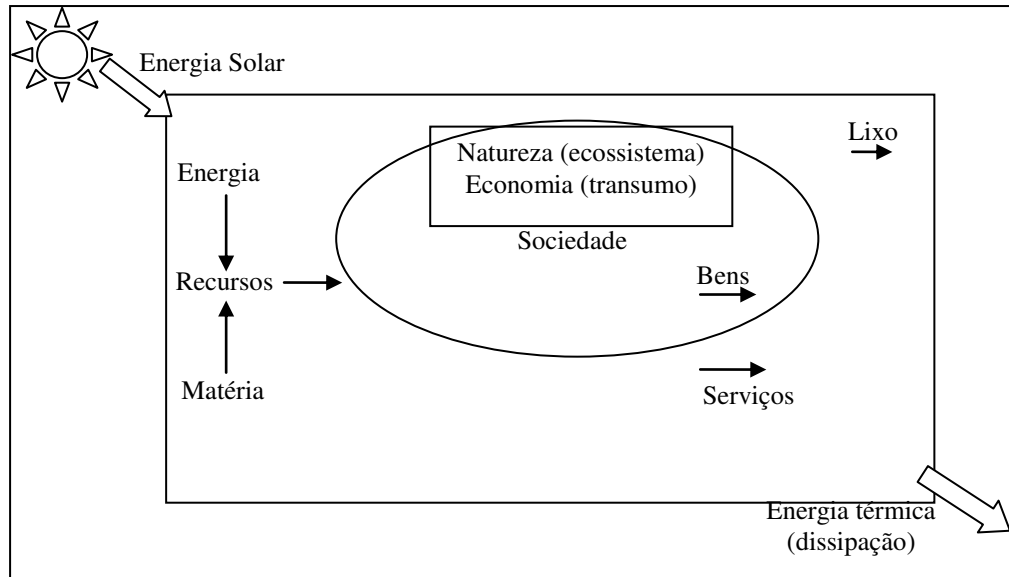 Energia Solar
Lixo
Natureza (ecossistema)
Economia (transumo)
Energia
Sociedade
Recursos
Bens
Matéria
Serviços
Energia térmica
(dissipação)